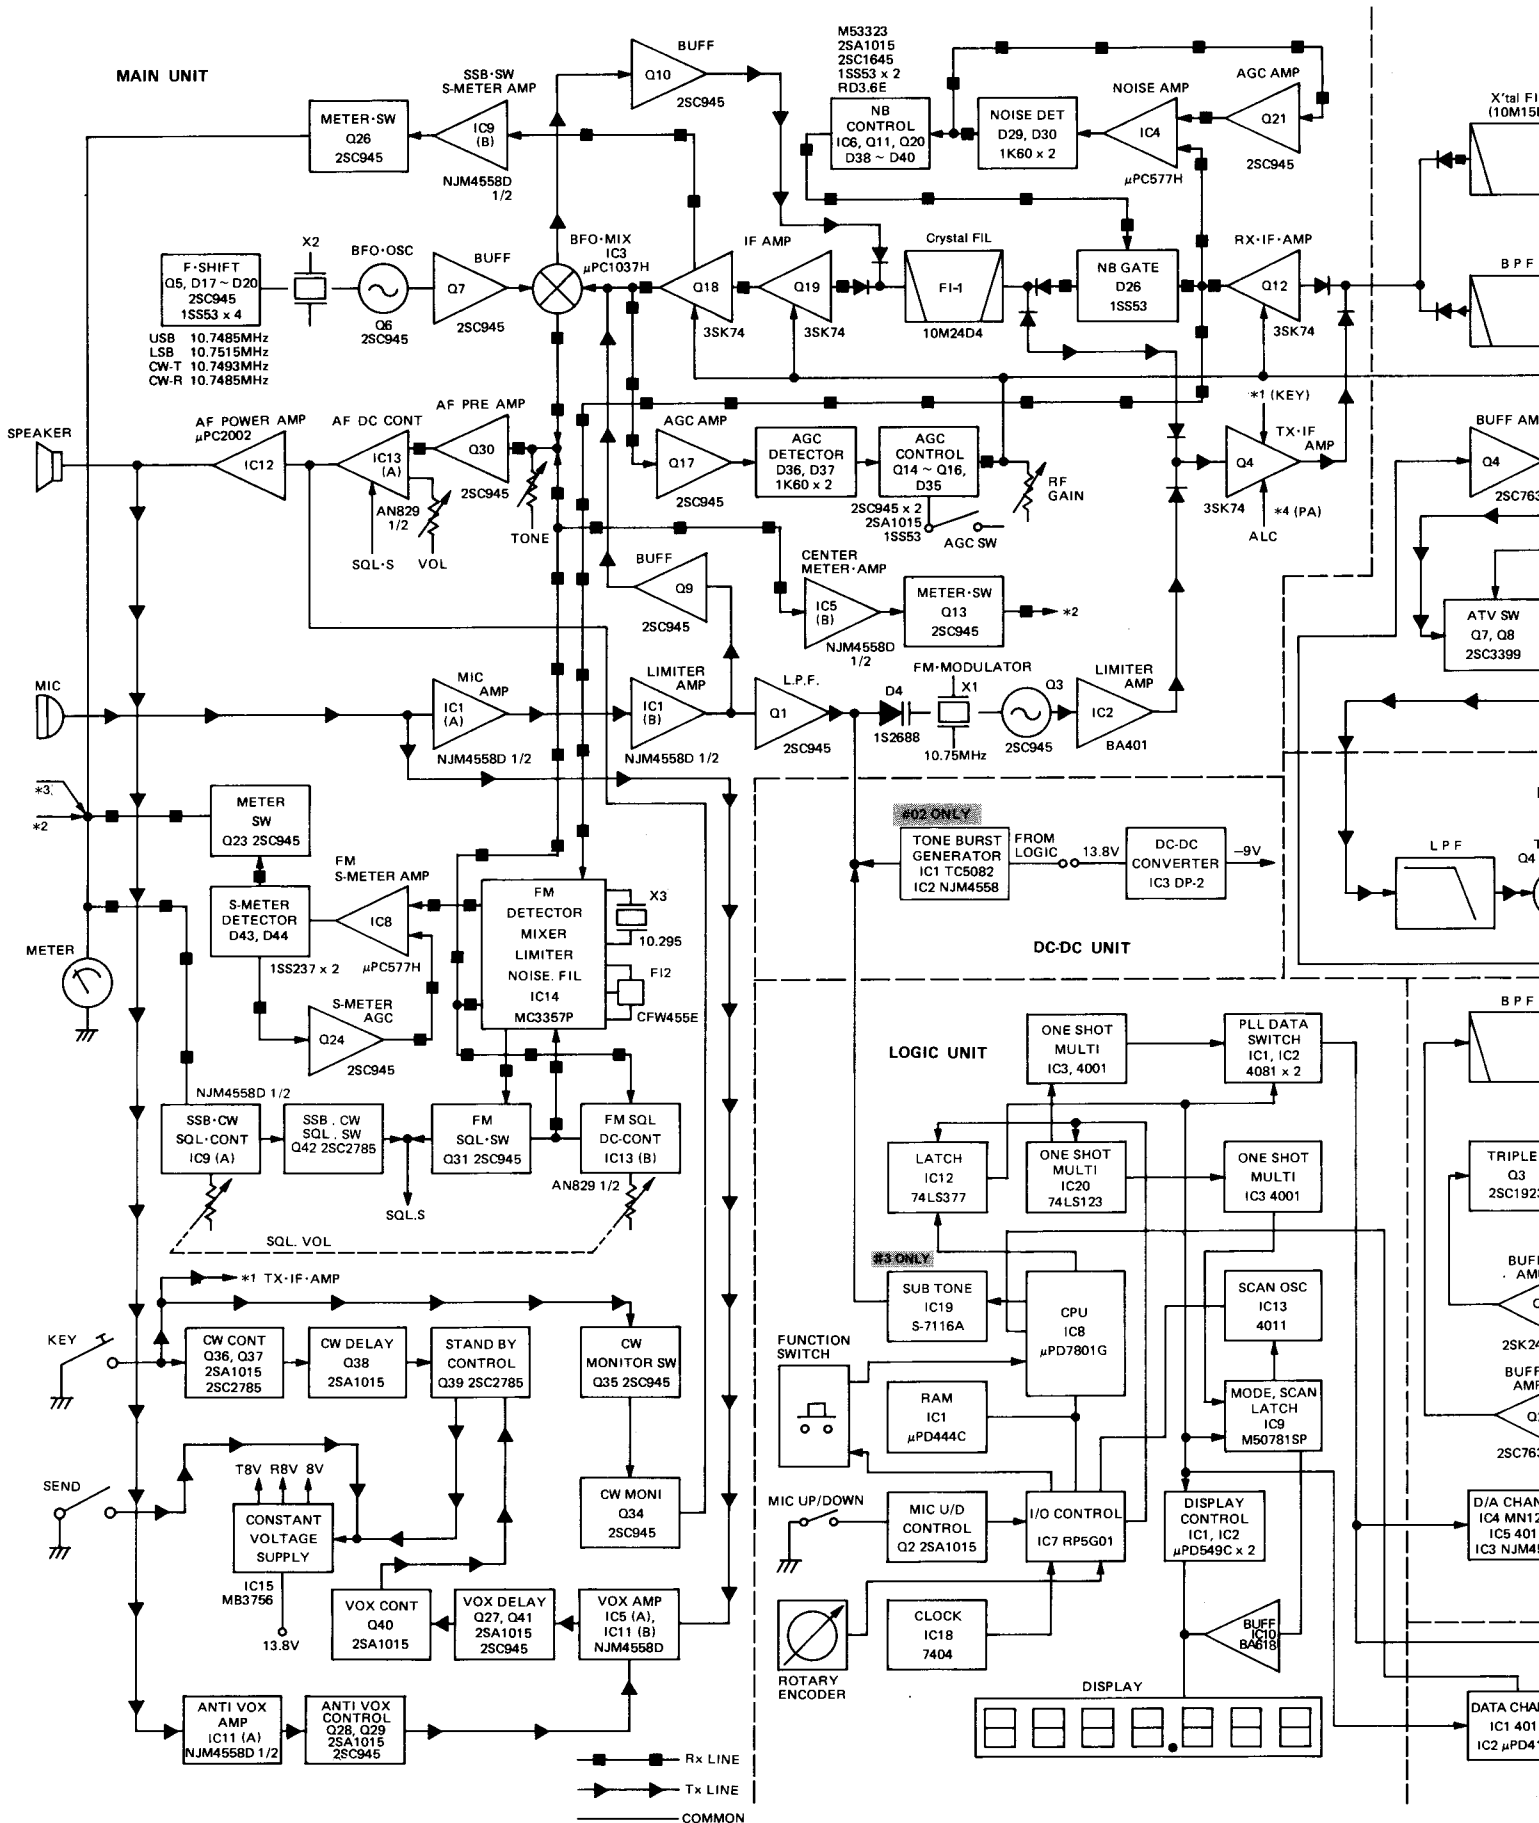 MAIN UNIT
SSB·SW
S-METER AMP
METER·SW
Q26
2SC945
IC9
(B)
NJM4558D
1/2
BUFF
Q10
2SC945
M53323
2SA1015
2SC1645
1SS53 x 2
RD3.6E
NB
CONTROL
IC6, Q11, Q20
D38 ~ D40
NOISE DET
D29, D30
1K60 x 2
NOISE AMP
IC4
μPC577H
AGC AMP
Q21
2SC945
X'tal FI
F·SHIFT
Q5, D17 ~ D20
2SC945
1SS53 x 4
USB 10.7485MHz
LSB 10.7515MHz
CW-T 10.7493MHz
CW-R 10.7485MHz
X2
BFO·OSC
Q6
2SC945
BUFF
Q7
2SC945
BFO·MIX
IC3
μPC1037H
IF AMP
Q18
3SK74
Q19
3SK74
Crystal FIL
FI-1
10M24D4
NB GATE
D26
1SS53
RX·IF·AMP
Q12
3SK74
BPF
SPEAKER
AF POWER AMP
μPC2002
IC12
AF DC CONT
IC13
(A)
AN829
1/2
SQL·S
VOL
AF PRE AMP
Q30
2SC945
TONE
AGC AMP
Q17
2SC945
AGC
DETECTOR
D36, D37
1K60 x 2
AGC
CONTROL
Q14 ~ Q16,
D35
2SC945 x 2
2SA1015
1SS53
AGC SW
RF
GAIN
*1 (KEY)
TX·IF
AMP
Q4
3SK74
*4 (PA)
ALC
BUFF AM
Q4
2SC763
BUFF
Q9
2SC945
CENTER
METER·AMP
IC5
(B)
NJM4558D
1/2
METER·SW
Q13
2SC945
*2
ATV SW
Q7, Q8
2SC3399
MIC
MIC
AMP
IC1
(A)
NJM4558D 1/2
LIMITER
AMP
IC1
(B)
NJM4558D 1/2
L.P.F.
Q1
2SC945
D4
1S2688
FM·MODULATOR
X1
10.75MHz
Q3
2SC945
LIMITER
AMP
IC2
BA401
*3
*2
METER
SW
Q23 2SC945
#02 ONLY
TONE BURST
GENERATOR
IC1 TC5082
IC2 NJM4558
FROM
LOGIC
13.8V
DC-DC
CONVERTER
IC3 DP-2
−9V
DC-DC UNIT
LPF
Q4
FM
S-METER AMP
IC8
μPC577H
S-METER
DETECTOR
D43, D44
1SS237 x 2
METER
S-METER
AGC
Q24
2SC945
FM
DETECTOR
MIXER
LIMITER
NOISE. FIL
IC14
MC3357P
X3
10.295
FI2
CFW455E
BPF
NJM4558D 1/2
SSB·CW
SQL·CONT
IC9 (A)
SSB . CW
SQL . SW
Q42 2SC2785
FM
SQL·SW
Q31 2SC945
FM SQL
DC-CONT
IC13 (B)
AN829 1/2
SQL.S
SQL. VOL
LOGIC UNIT
ONE SHOT
MULTI
IC3, 4001
PLL DATA
SWITCH
IC1, IC2
4081 x 2
LATCH
IC12
74LS377
ONE SHOT
MULTI
IC20
74LS123
ONE SHOT
MULTI
IC3 4001
TRIPLE
Q3
#3 ONLY
SUB TONE
IC19
S-7116A
CPU
IC8
μPD7801G
SCAN OSC
IC13
4011
*1 TX·IF·AMP
KEY
CW CONT
Q36, Q37
2SA1015
2SC2785
CW DELAY
Q38
2SA1015
STAND BY
CONTROL
Q39 2SC2785
CW
MONITOR SW
Q35 2SC945
FUNCTION
SWITCH
RAM
IC1
μPD444C
MODE, SCAN
LATCH
IC9
M50781SP
SEND
T8V R8V 8V
CONSTANT
VOLTAGE
SUPPLY
IC15
MB3756
13.8V
CW MONI
Q34
2SC945
MIC UP/DOWN
MIC U/D
CONTROL
Q2 2SA1015
I/O CONTROL
IC7 RP5G01
DISPLAY
CONTROL
IC1, IC2
μPD549C x 2
D/A CHAN
IC4 MN12
IC5 401
IC3 NJM45
VOX CONT
Q40
2SA1015
VOX DELAY
Q27, Q41
2SA1015
2SC945
VOX AMP
IC5 (A),
IC11 (B)
NJM4558D
ROTARY
ENCODER
CLOCK
IC18
7404
BUFF
IC10
BA618
DISPLAY
ANTI VOX
AMP
IC11 (A)
NJM4558D 1/2
ANTI VOX
CONTROL
Q28, Q29
2SA1015
2SC945
DATA CHAN
IC1 401
IC2 μPD41
Rx LINE
Tx LINE
COMMON